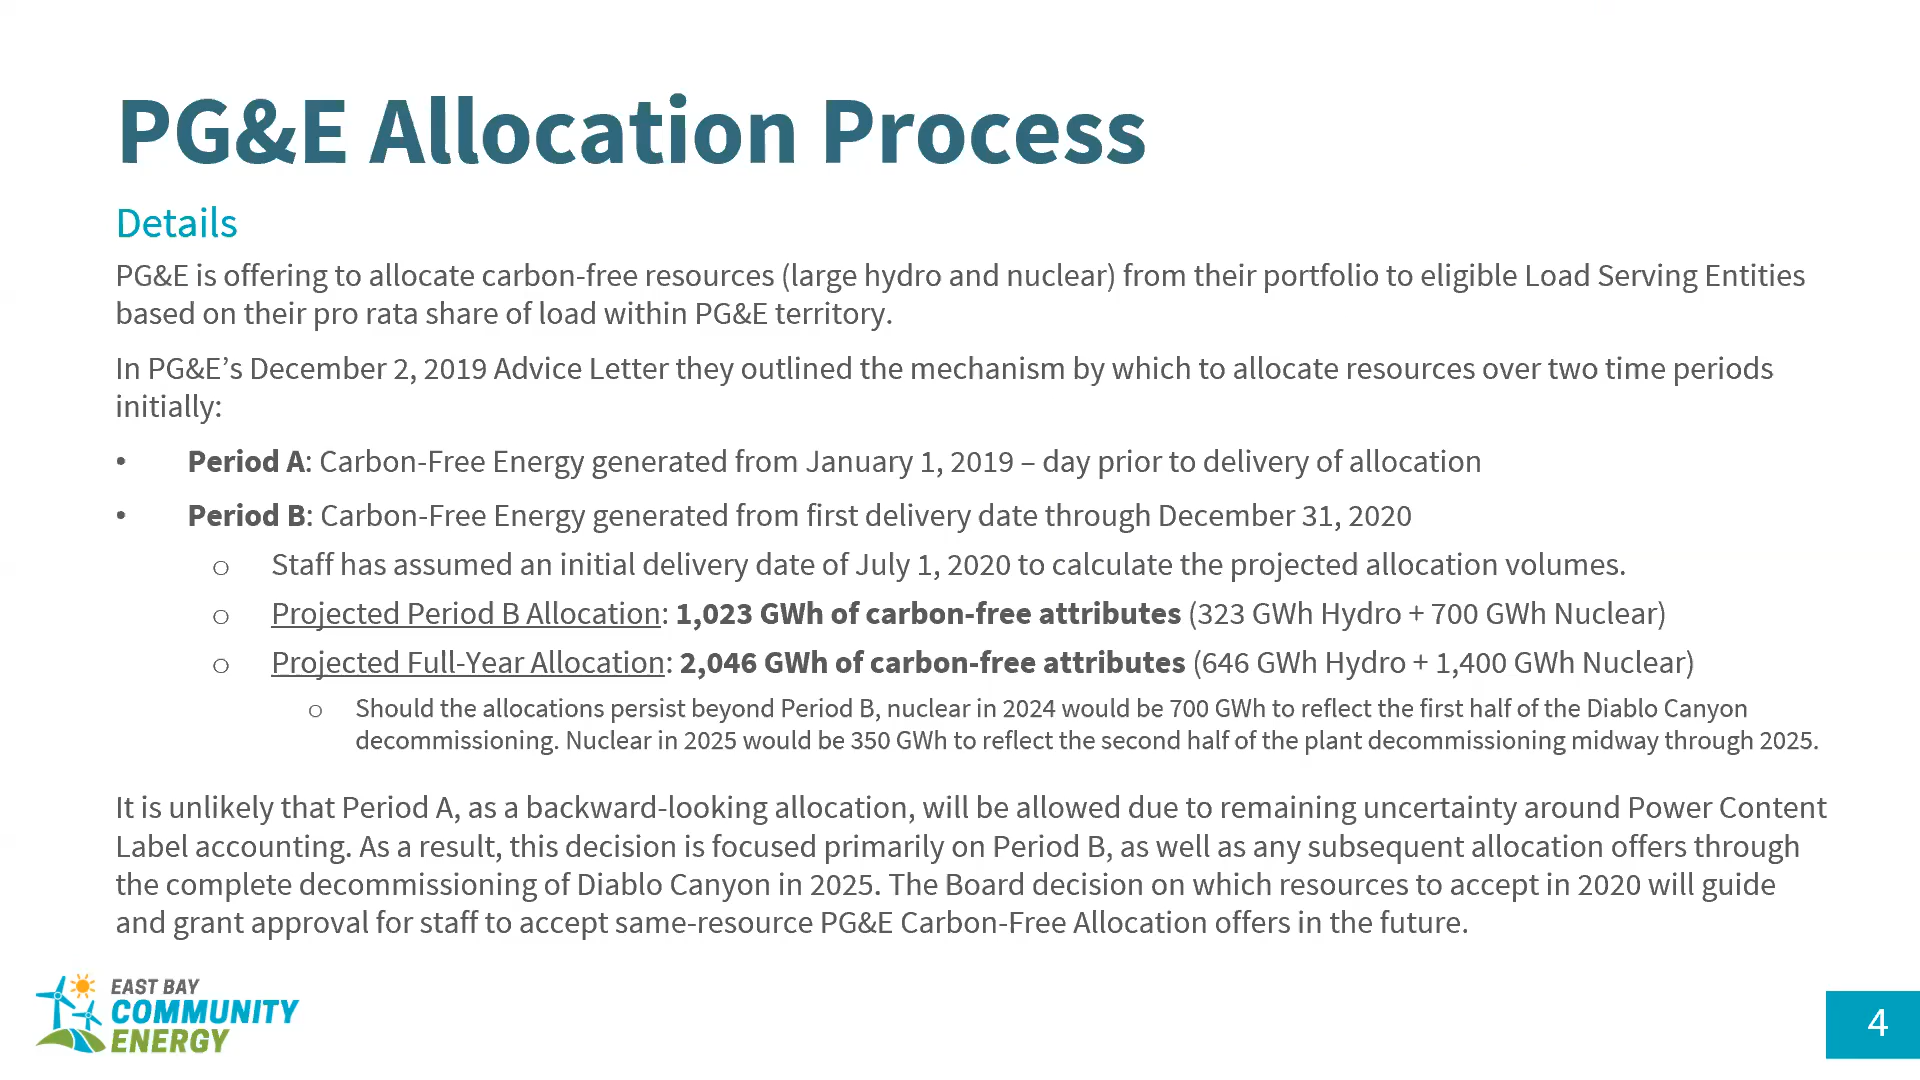 PG&E Allocation Process
Details
PG&E is offering to allocate carbon-free resources (large hydro and nuclear) from their portfolio to eligible Load Serving Entities
based on their pro rata share of load within PG&E territory.
In PG&E’s December 2, 2019 Advice Letter they outlined the mechanism by which to allocate resources over two time periods
initially:
• Period A: Carbon-Free Energy generated from January 1, 2019 – day prior to delivery of allocation
• Period B: Carbon-Free Energy generated from first delivery date through December 31, 2020
o Staff has assumed an initial delivery date of July 1, 2020 to calculate the projected allocation volumes.
o Projected Period B Allocation: 1,023 GWh of carbon-free attributes (323 GWh Hydro + 700 GWh Nuclear)
o Projected Full-Year Allocation: 2,046 GWh of carbon-free attributes (646 GWh Hydro + 1,400 GWh Nuclear)
o Should the allocations persist beyond Period B, nuclear in 2024 would be 700 GWh to reflect the first half of the Diablo Canyon
decommissioning. Nuclear in 2025 would be 350 GWh to reflect the second half of the plant decommissioning midway through 2025.
It is unlikely that Period A, as a backward-looking allocation, will be allowed due to remaining uncertainty around Power Content
Label accounting. As a result, this decision is focused primarily on Period B, as well as any subsequent allocation offers through
the complete decommissioning of Diablo Canyon in 2025. The Board decision on which resources to accept in 2020 will guide
and grant approval for staff to accept same-resource PG&E Carbon-Free Allocation offers in the future.
EAST BAY
COMMUNITY
ENERGY
4